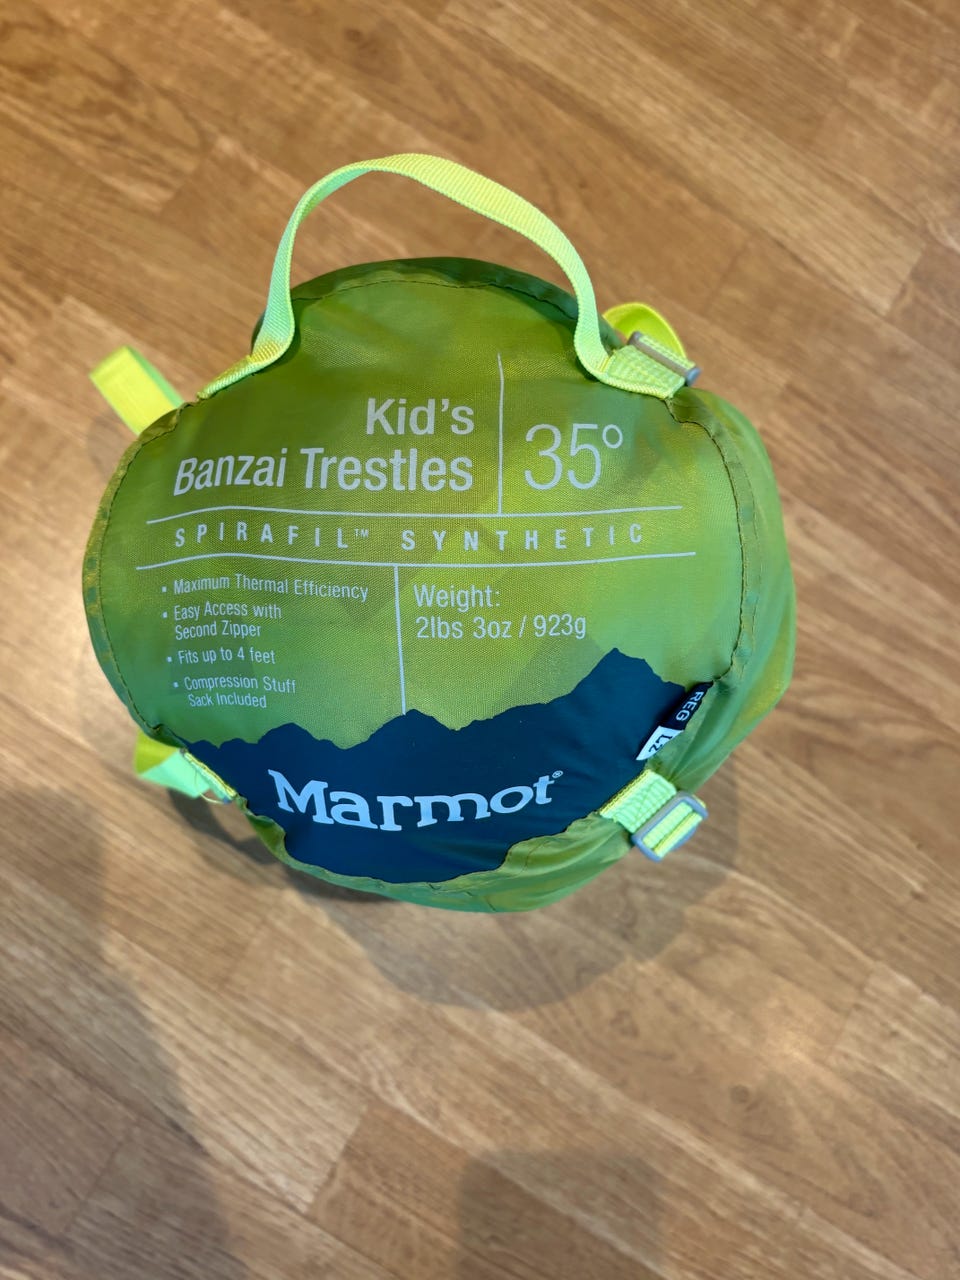 Kid's
Banzai Trestles
35°
SPIRAFIL™ SYNTHETIC
• Maximum Thermal Efficiency
• Easy Access with
Second Zipper
• Fits up to 4 feet
• Compression Stuff
Sack Included
Weight:
2lbs 3oz / 923g
REG
LZ
Marmot®